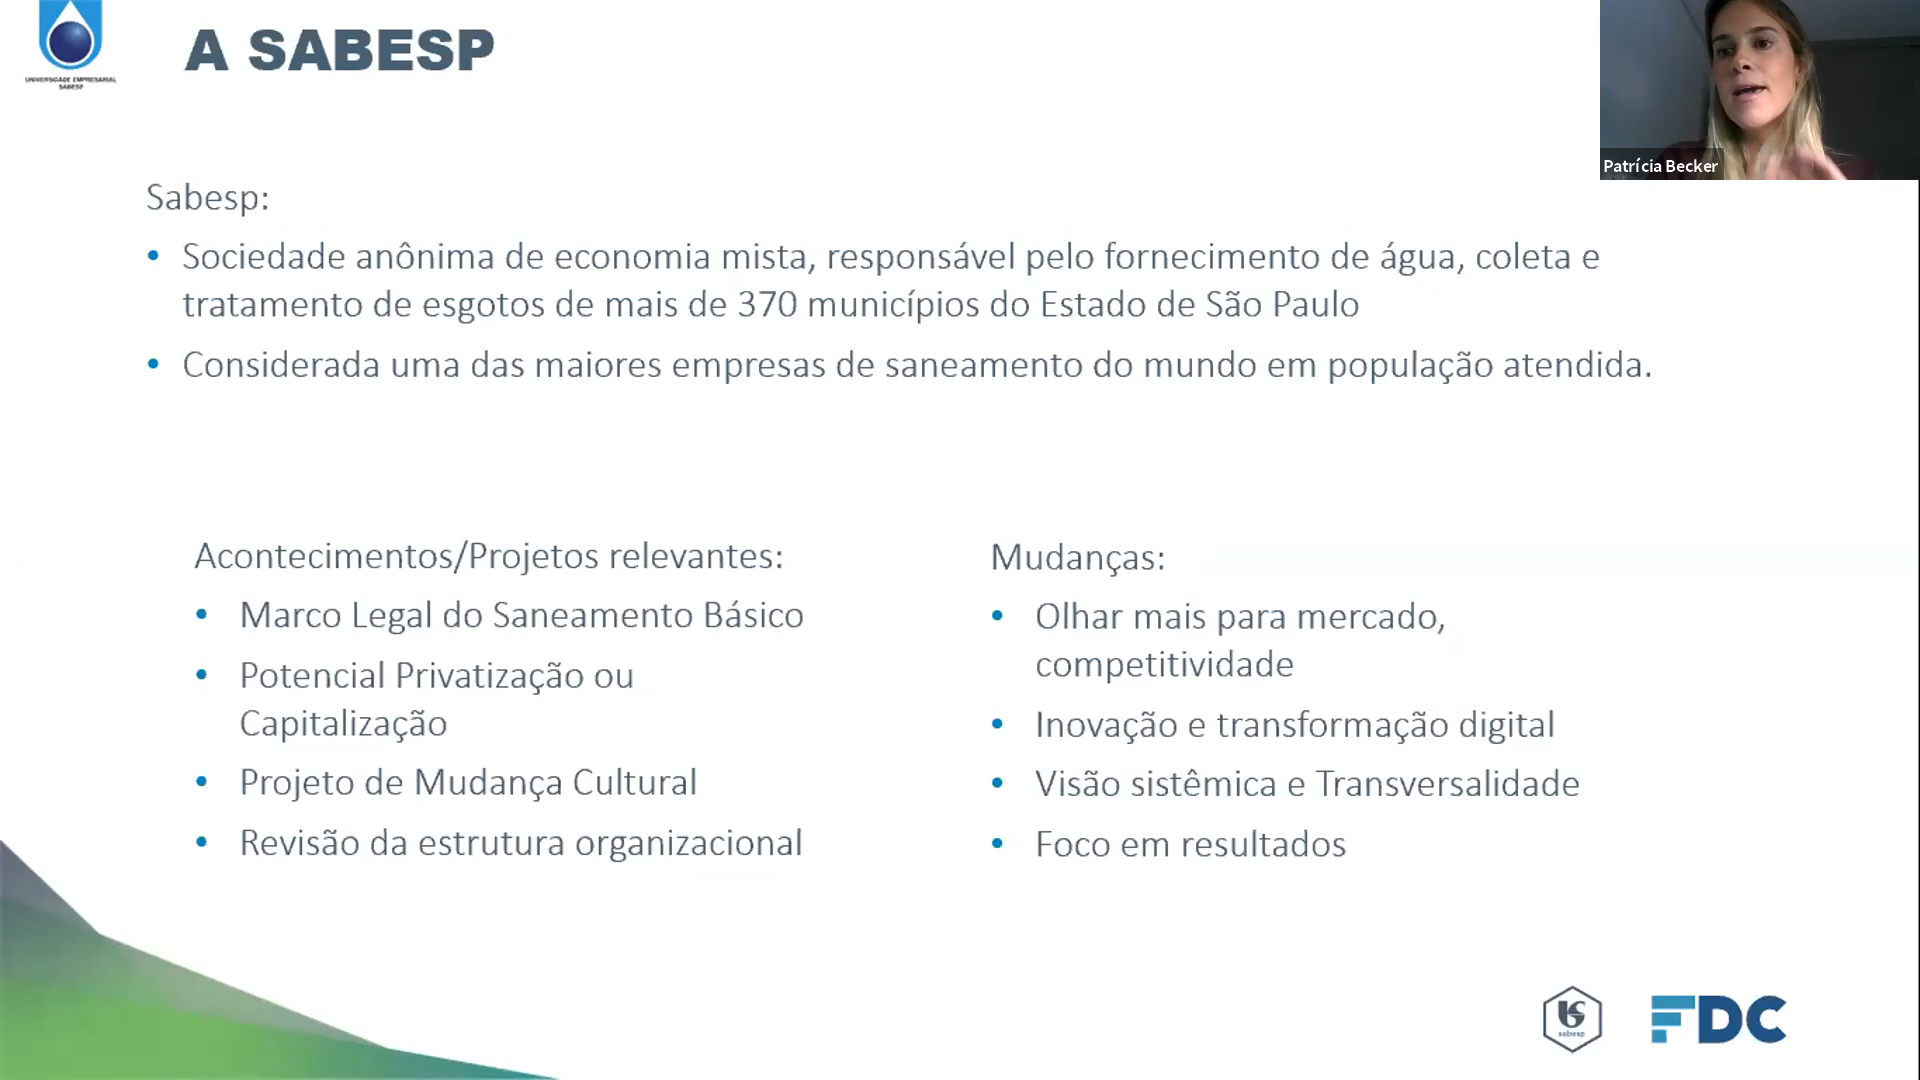 UNIVERSIDADE EMPRESARIAL
SABESP
A SABESP
Patrícia Becker
Sabesp:
• Sociedade anônima de economia mista, responsável pelo fornecimento de água, coleta e
tratamento de esgotos de mais de 370 municípios do Estado de São Paulo
• Considerada uma das maiores empresas de saneamento do mundo em população atendida.
Acontecimentos/Projetos relevantes:
• Marco Legal do Saneamento Básico
• Potencial Privatização ou
Capitalização
• Projeto de Mudança Cultural
• Revisão da estrutura organizacional
Mudanças:
• Olhar mais para mercado,
competitividade
• Inovação e transformação digital
• Visão sistêmica e Transversalidade
• Foco em resultados
sabesp
FDC